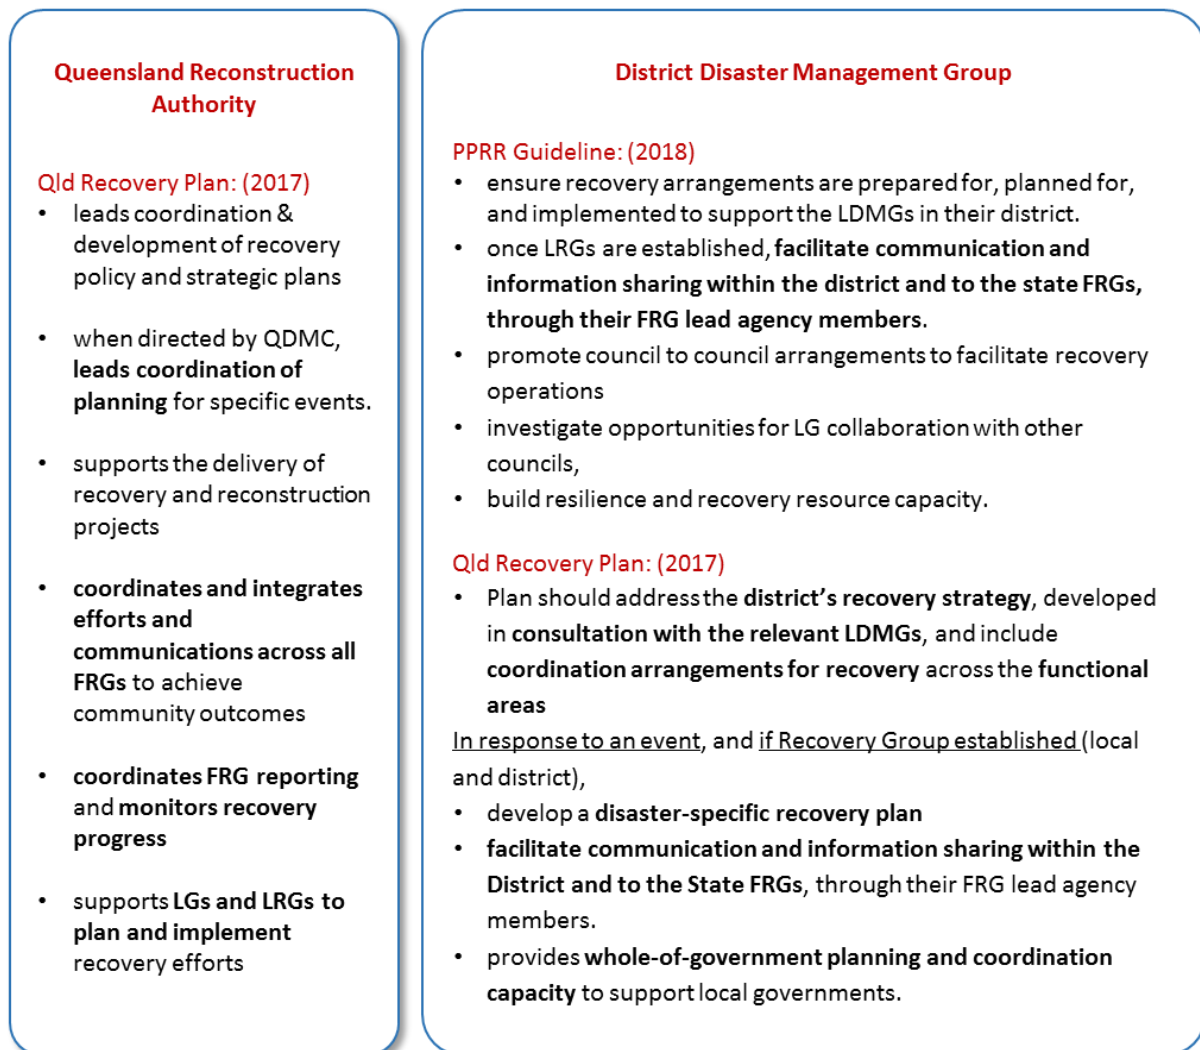 Queensland Reconstruction
Authority
Qld Recovery Plan: (2017)
• leads coordination &
development of recovery
policy and strategic plans
• when directed by QDMC,
leads coordination of
planning for specific events.
• supports the delivery of
recovery and reconstruction
projects
• coordinates and integrates
efforts and
communications across all
FRGs to achieve
community outcomes
• coordinates FRG reporting
and monitors recovery
progress
• supports LGs and LRGs to
plan and implement
recovery efforts
District Disaster Management Group
PPRR Guideline: (2018)
• ensure recovery arrangements are prepared for, planned for,
and implemented to support the LDMGs in their district.
• once LRGs are established, facilitate communication and
information sharing within the district and to the state FRGs,
through their FRG lead agency members.
• promote council to council arrangements to facilitate recovery
operations
• investigate opportunities for LG collaboration with other
councils,
• build resilience and recovery resource capacity.
Qld Recovery Plan: (2017)
• Plan should address the district's recovery strategy, developed
in consultation with the relevant LDMGs, and include
coordination arrangements for recovery across the functional
areas
In response to an event, and if Recovery Group established (local
and district),
• develop a disaster-specific recovery plan
• facilitate communication and information sharing within the
District and to the State FRGs, through their FRG lead agency
members.
• provides whole-of-government planning and coordination
capacity to support local governments.